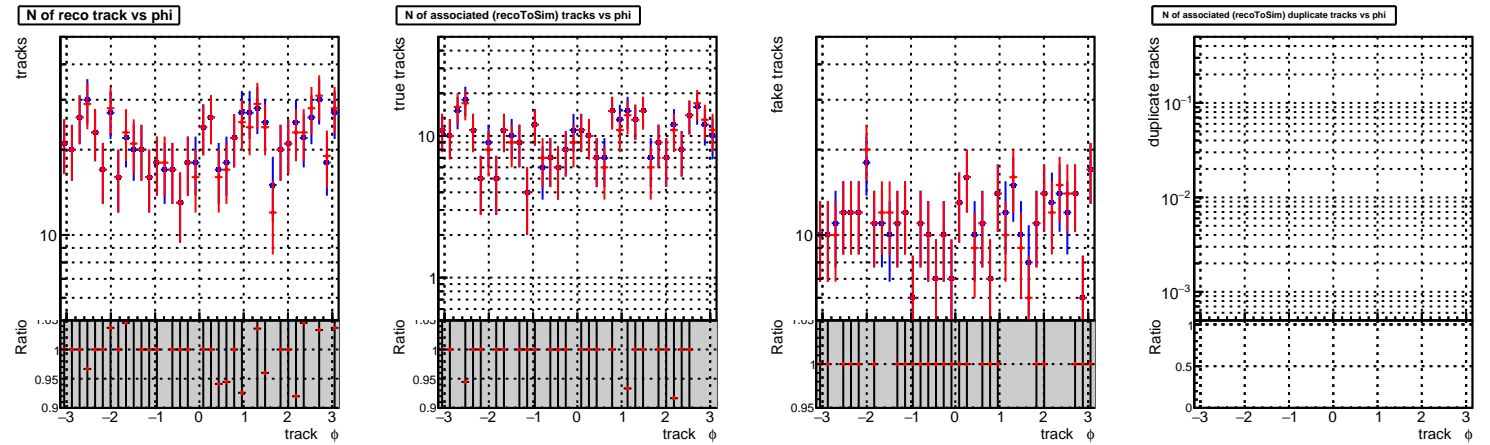 N of reco track vs phi
tracks
10
Ratio
1
0.95
0.9
−3 −2 −1 0 1 2 3
track ϕ
N of associated (recoToSim) tracks vs phi
true tracks
10
1
Ratio
1
0.95
0.9
−3 −2 −1 0 1 2 3
track ϕ
fake tracks
10
Ratio
1.05
1
0.95
−3 −2 −1 0 1 2 3
track ϕ
N of associated (recoToSim) duplicate tracks vs phi
duplicate tracks
10−1
10−2
10−3
Ratio
1
0.5
0
−3 −2 −1 0 1 2 3
track ϕ